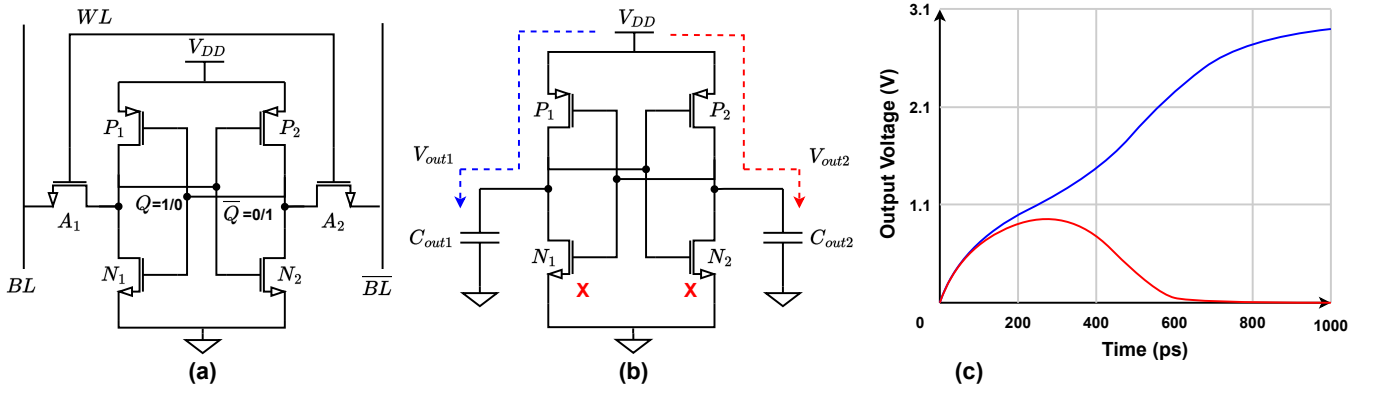 WL
V_DD
P_1
P_2
Q=1/0
Q̅=0/1
A_1
A_2
N_1
N_2
BL
B̅L̅
(a)
V_DD
P_1
P_2
V_out1
V_out2
C_out1
C_out2
N_1
N_2
X
X
(b)
3.1
2.1
1.1
Output Voltage (V)
0
200
400
600
800
1000
Time (ps)
(c)